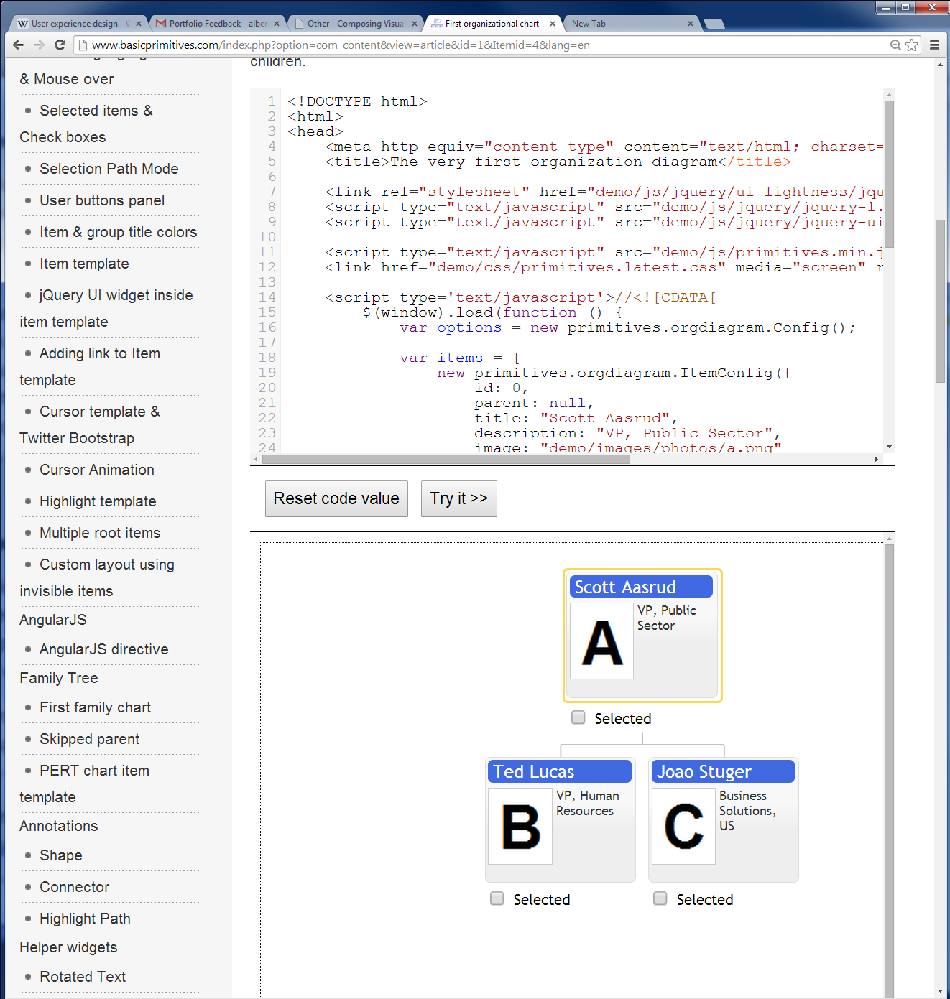 User experience design - W
Portfolio Feedback - alber
Other - Composing Visual
First organizational chart
New Tab
www.basicprimitives.com/index.php?option=com_content&view=article&id=1&Itemid=4&lang=en
& Mouse over
Selected items &
Check boxes
Selection Path Mode
User buttons panel
Item & group title colors
Item template
jQuery UI widget inside
item template
Adding link to Item
template
Cursor template &
Twitter Bootstrap
Cursor Animation
Highlight template
Multiple root items
Custom layout using
invisible items
AngularJS
AngularJS directive
Family Tree
First family chart
Skipped parent
PERT chart item
template
Annotations
Shape
Connector
Highlight Path
Helper widgets
Rotated Text
children.
1 <!DOCTYPE html>
2 <html>
3 <head>
4 <meta http-equiv="content-type" content="text/html; charset=
5 <title>The very first organization diagram</title>
6
7 <link rel="stylesheet" href="demo/js/jquery/ui-lightness/jqu
8 <script type="text/javascript" src="demo/js/jquery/jquery-1.
9 <script type="text/javascript" src="demo/js/jquery/jquery-ui
10
11 <script type="text/javascript" src="demo/js/primitives.min.j
12 <link href="demo/css/primitives.latest.css" media="screen" r
13
14 <script type='text/javascript'>//<![CDATA[
15 $(window).load(function () {
16 var options = new primitives.orgdiagram.Config();
17
18 var items = [
19 new primitives.orgdiagram.ItemConfig({
20 id: 0,
21 parent: null,
22 title: "Scott Aasrud",
23 description: "VP, Public Sector",
24 image: "demo/images/photos/a.png"
Reset code value
Try it >>
Scott Aasrud
A
VP, Public
Sector
Selected
Ted Lucas
B
VP, Human
Resources
Selected
Joao Stuger
C
Business
Solutions,
US
Selected